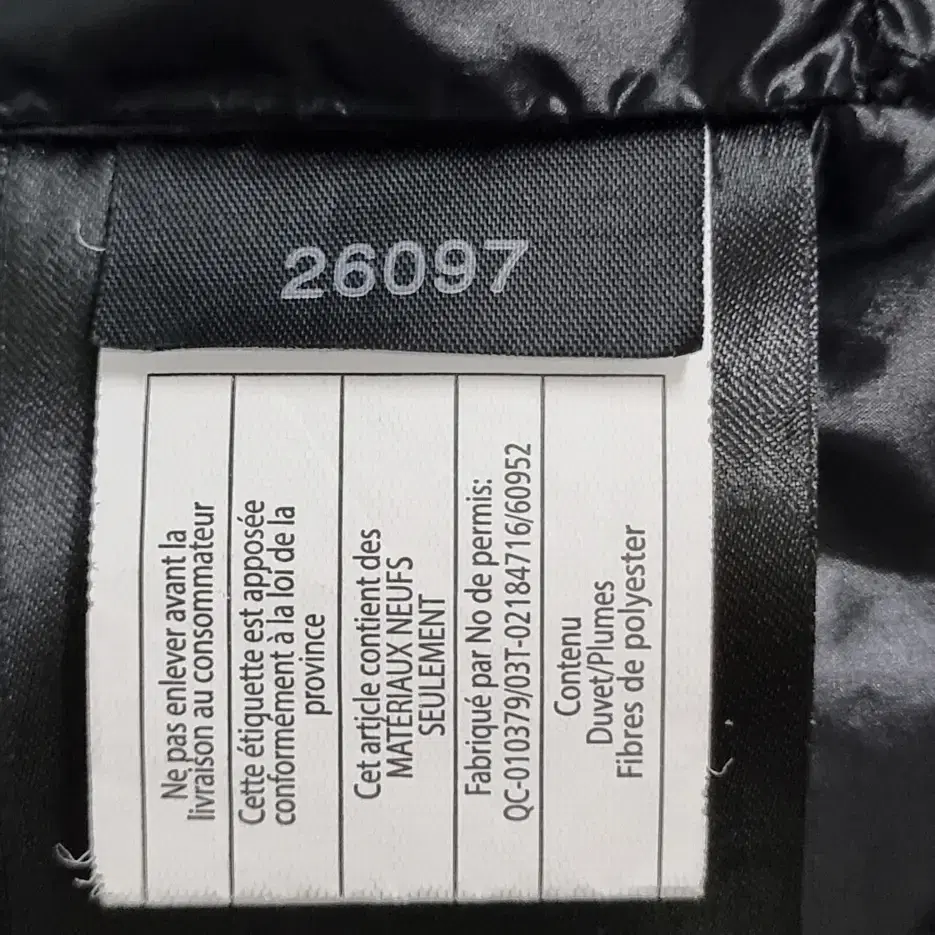 26097
Ne pas enlever avant la
livraison au consommateur
Cette étiquette est apposée
conformément à la loi de la
province
Cet article contient des
MATÉRIAUX NEUFS
SEULEMENT
Fabriqué par No de permis:
QC-010379/03T-02184716/60952
Contenu
Duvet/Plumes
Fibres de polyester